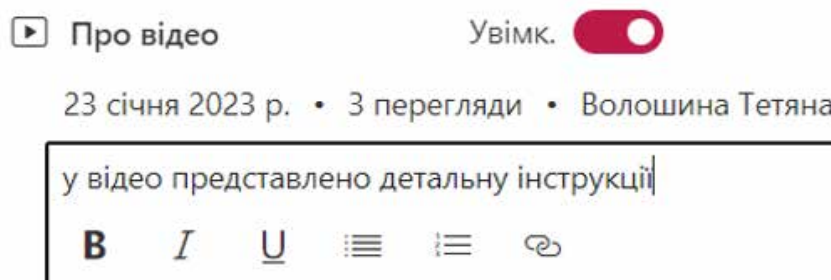 Про відео Увімк.
23 січня 2023 р. • 3 перегляди • Волошина Тетяна
у відео представлено детальну інструкції
B I U